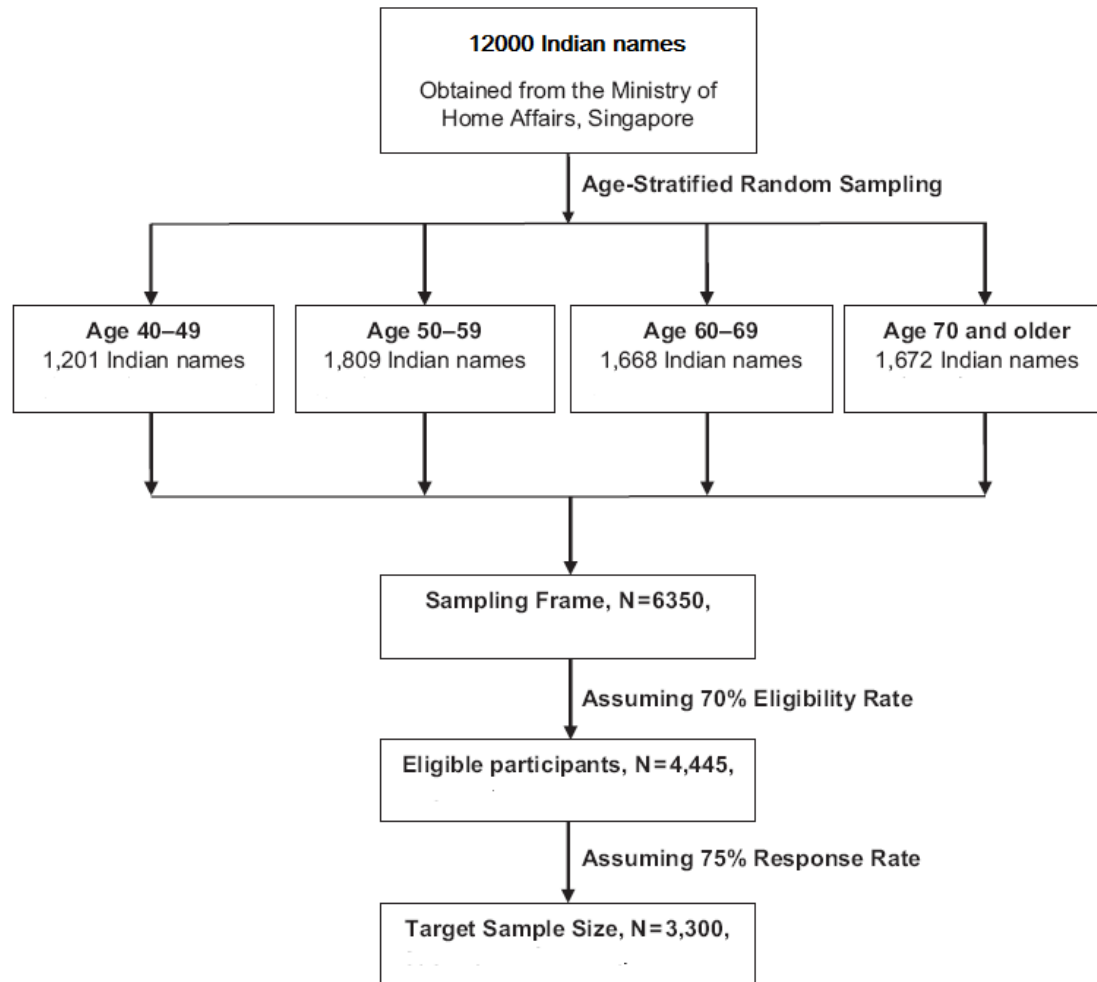 12000 Indian names
Obtained from the Ministry of
Home Affairs, Singapore
Age-Stratified Random Sampling
Age 40–49
1,201 Indian names
Age 50–59
1,809 Indian names
Age 60–69
1,668 Indian names
Age 70 and older
1,672 Indian names
Sampling Frame, N=6350,
Assuming 70% Eligibility Rate
Eligible participants, N=4,445,
Assuming 75% Response Rate
Target Sample Size, N=3,300,